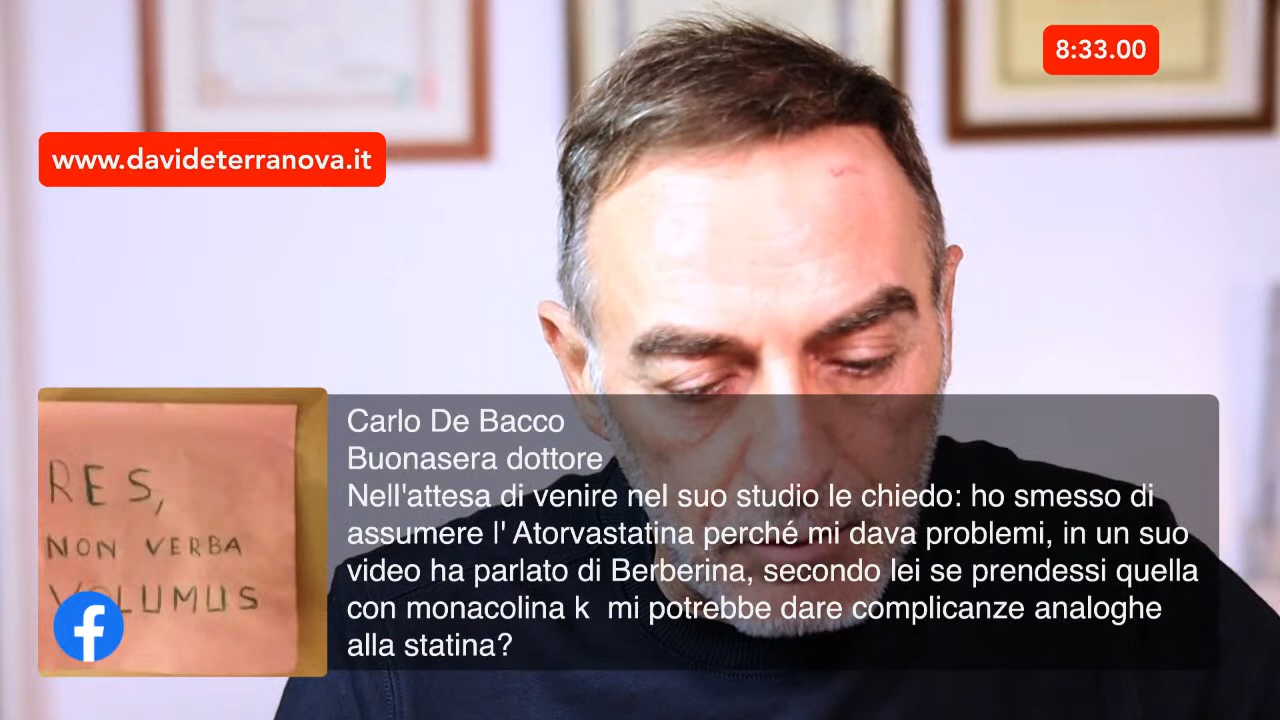 8:33.00
www.davideterranova.it
RES,
NON VERBA
VOLUMUS
Carlo De Bacco
Buonasera dottore
Nell'attesa di venire nel suo studio le chiedo: ho smesso di
assumere l' Atorvastatina perché mi dava problemi, in un suo
video ha parlato di Berberina, secondo lei se prendessi quella
con monacolina k  mi potrebbe dare complicanze analoghe
alla statina?